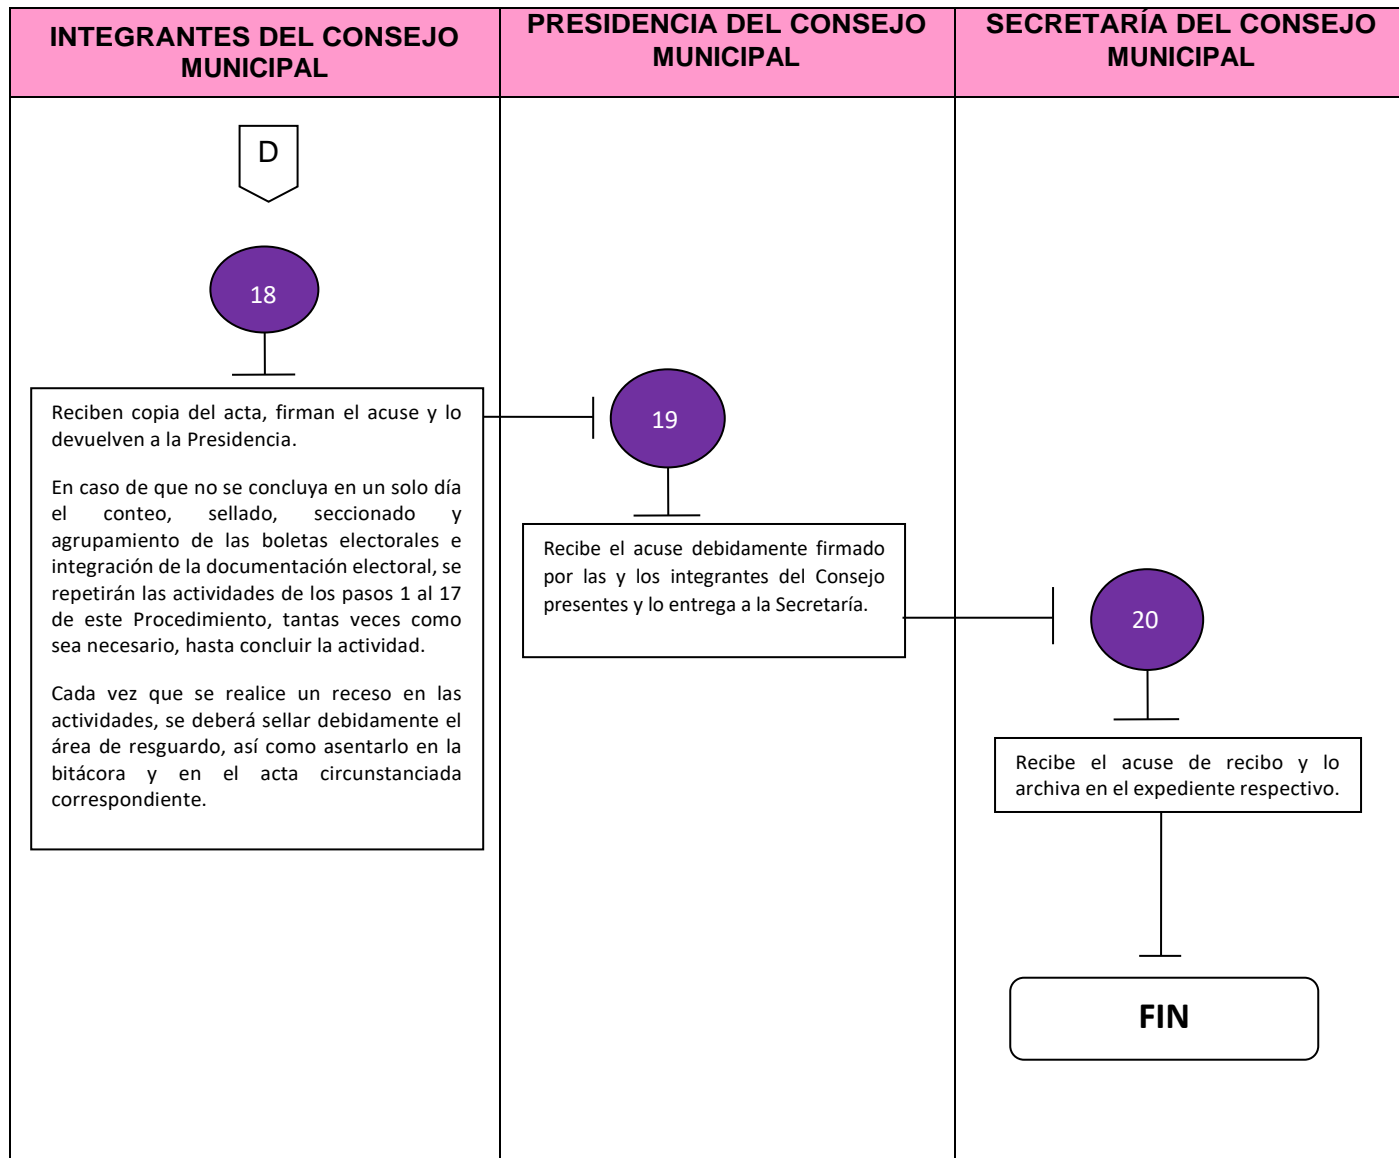 INTEGRANTES DEL CONSEJO
MUNICIPAL
PRESIDENCIA DEL CONSEJO
MUNICIPAL
SECRETARÍA DEL CONSEJO
MUNICIPAL
D
18
Reciben copia del acta, firman el acuse y lo
devuelven a la Presidencia.
En caso de que no se concluya en un solo día
el conteo, sellado, seccionado y
agrupamiento de las boletas electorales e
integración de la documentación electoral, se
repetirán las actividades de los pasos 1 al 17
de este Procedimiento, tantas veces como
sea necesario, hasta concluir la actividad.
Cada vez que se realice un receso en las
actividades, se deberá sellar debidamente el
área de resguardo, así como asentarlo en la
bitácora y en el acta circunstanciada
correspondiente.
19
Recibe el acuse debidamente firmado
por las y los integrantes del Consejo
presentes y lo entrega a la Secretaría.
20
Recibe el acuse de recibo y lo
archiva en el expediente respectivo.
FIN